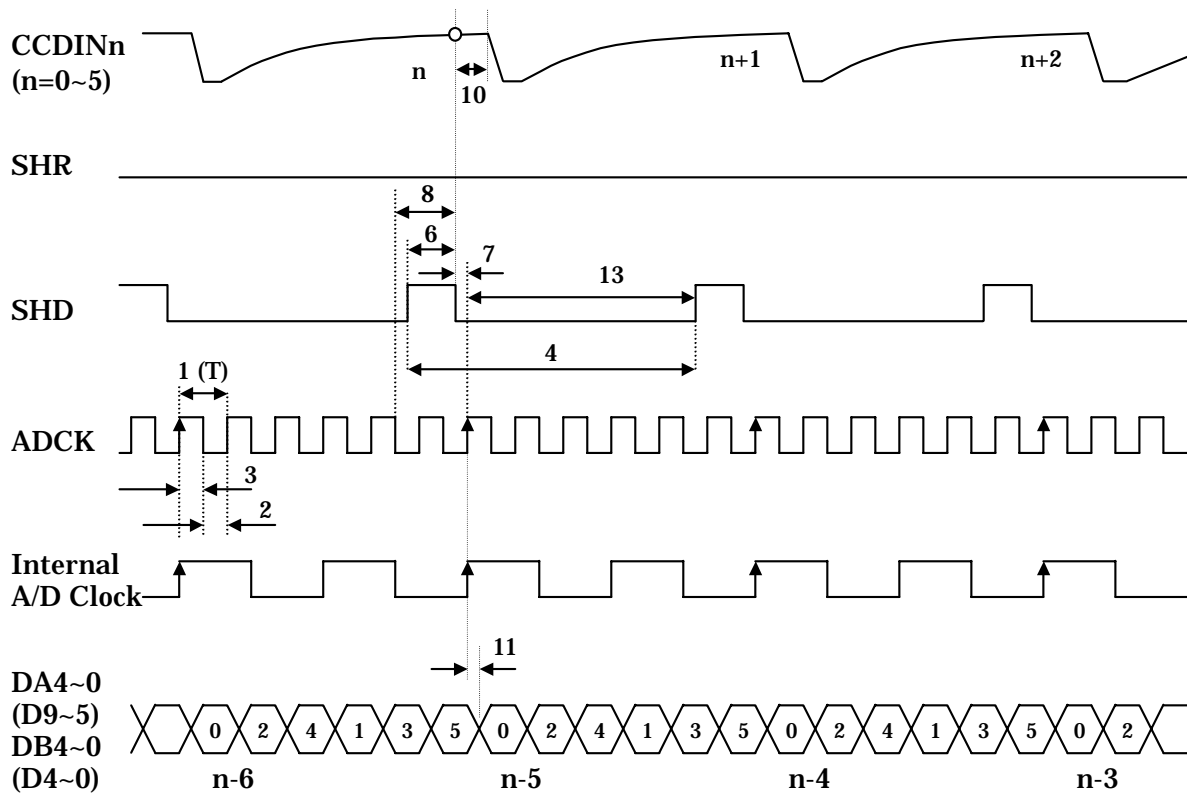 CCDINn
(n=0~5)
n
n+1
n+2
10
SHR
8
6
7
13
SHD
4
1 (T)
ADCK
3
2
Internal
A/D Clock
11
DA4~0
(D9~5)
DB4~0
(D4~0)
0 2 4 1 3 5 0 2 4 1 3 5 0 2 4 1 3 5 0 2
n-6 n-5 n-4 n-3